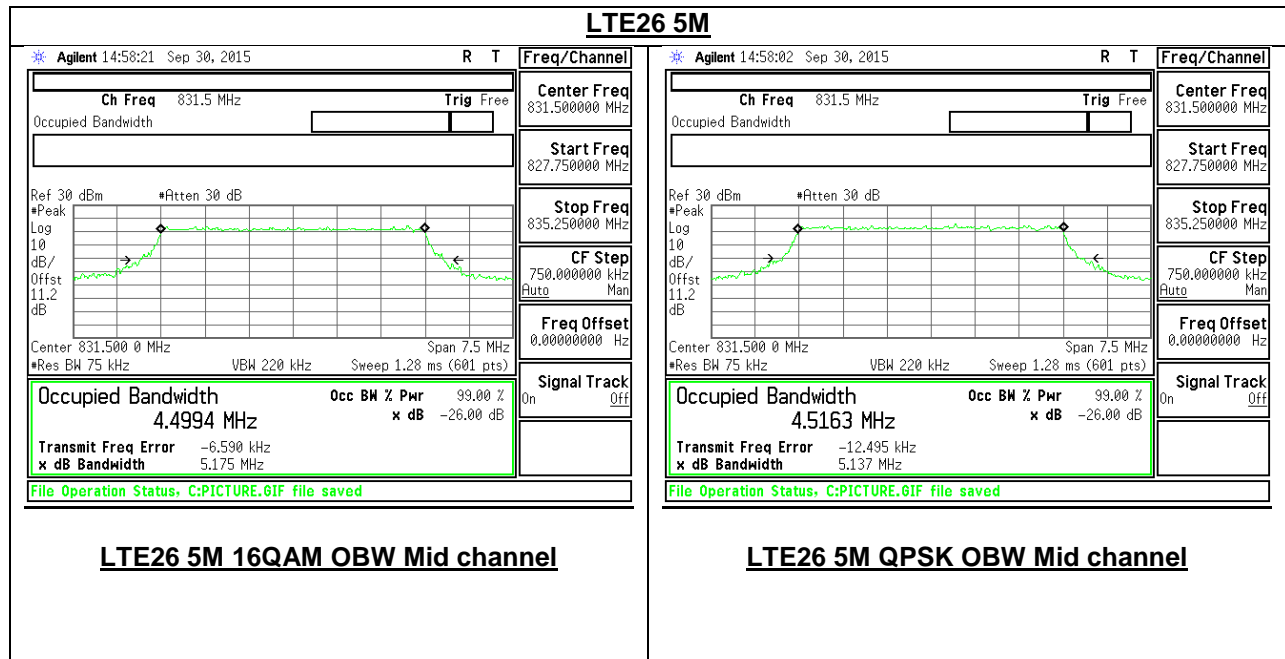 LTE26 5M
Agilent 14:58:21 Sep 30, 2015 R T
Freq/Channel
Ch Freq 831.5 MHz Trig Free
Occupied Bandwidth
Center Freq
831.500000 MHz
Start Freq
827.750000 MHz
Stop Freq
835.250000 MHz
CF Step
750.000000 kHz
Auto Man
Freq Offset
0.00000000 Hz
Signal Track
On Off
Ref 30 dBm #Atten 30 dB
#Peak
Log
10
dB/
Offst
11.2
dB
Center 831.500 0 MHz Span 7.5 MHz
#Res BW 75 kHz VBW 220 kHz Sweep 1.28 ms (601 pts)
Occupied Bandwidth Occ BW % Pwr 99.00 %
4.4994 MHz x dB -26.00 dB
Transmit Freq Error -6.590 kHz
x dB Bandwidth 5.175 MHz
File Operation Status, C:PICTURE.GIF file saved
LTE26 5M 16QAM OBW Mid channel
Agilent 14:58:02 Sep 30, 2015 R T
Freq/Channel
Ch Freq 831.5 MHz Trig Free
Occupied Bandwidth
Center Freq
831.500000 MHz
Start Freq
827.750000 MHz
Stop Freq
835.250000 MHz
CF Step
750.000000 kHz
Auto Man
Freq Offset
0.00000000 Hz
Signal Track
On Off
Ref 30 dBm #Atten 30 dB
#Peak
Log
10
dB/
Offst
11.2
dB
Center 831.500 0 MHz Span 7.5 MHz
#Res BW 75 kHz VBW 220 kHz Sweep 1.28 ms (601 pts)
Occupied Bandwidth Occ BW % Pwr 99.00 %
4.5163 MHz x dB -26.00 dB
Transmit Freq Error -12.495 kHz
x dB Bandwidth 5.137 MHz
File Operation Status, C:PICTURE.GIF file saved
LTE26 5M QPSK OBW Mid channel